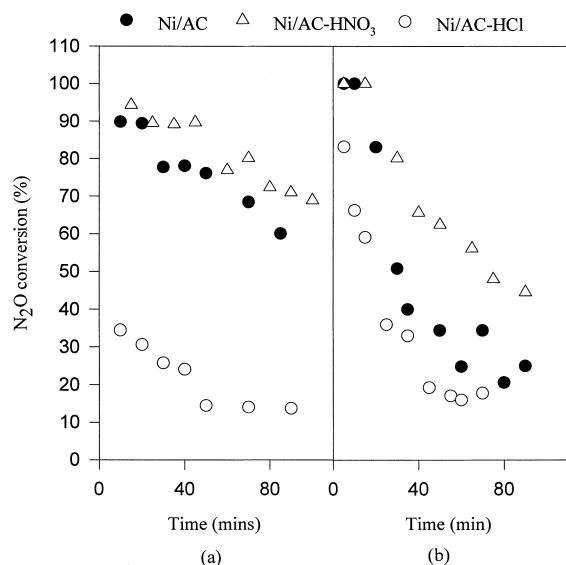 Ni/AC Ni/AC-HNO₃ Ni/AC-HCl
110
100
90
80
70
60
50
40
30
20
10
0
N₂O conversion (%)
0 40 80 0 40 80
Time (mins) Time (min)
(a) (b)